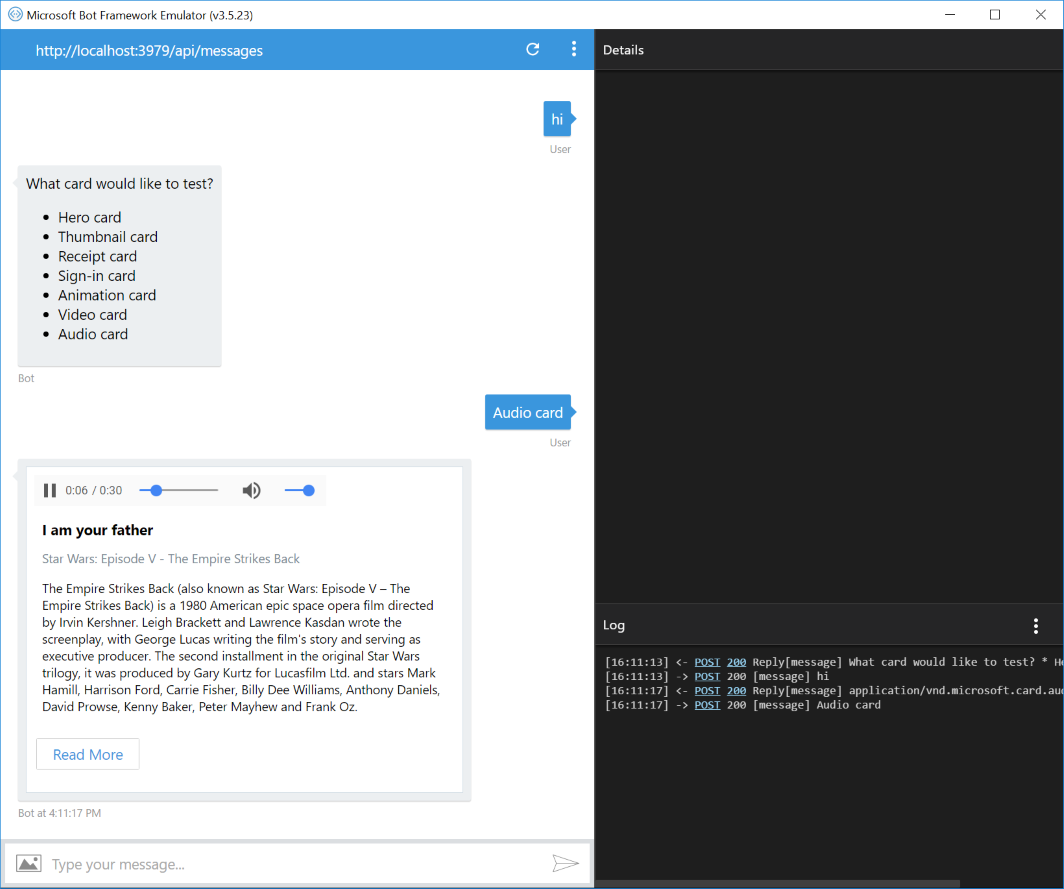 Microsoft Bot Framework Emulator (v3.5.23)
http://localhost:3979/api/messages
hi
User
What card would like to test?
Hero card
Thumbnail card
Receipt card
Sign-in card
Animation card
Video card
Audio card
Bot
Audio card
User
0:06 / 0:30
I am your father
Star Wars: Episode V - The Empire Strikes Back
The Empire Strikes Back (also known as Star Wars: Episode V – The
Empire Strikes Back) is a 1980 American epic space opera film directed
by Irvin Kershner. Leigh Brackett and Lawrence Kasdan wrote the
screenplay, with George Lucas writing the film's story and serving as
executive producer. The second installment in the original Star Wars
trilogy, it was produced by Gary Kurtz for Lucasfilm Ltd. and stars Mark
Hamill, Harrison Ford, Carrie Fisher, Billy Dee Williams, Anthony Daniels,
David Prowse, Kenny Baker, Peter Mayhew and Frank Oz.
Read More
Bot at 4:11:17 PM
Type your message...
Details
Log
[16:11:13] <- POST 200 Reply[message] What card would like to test? * He
[16:11:13] -> POST 200 [message] hi
[16:11:17] <- POST 200 Reply[message] application/vnd.microsoft.card.aud
[16:11:17] -> POST 200 [message] Audio card